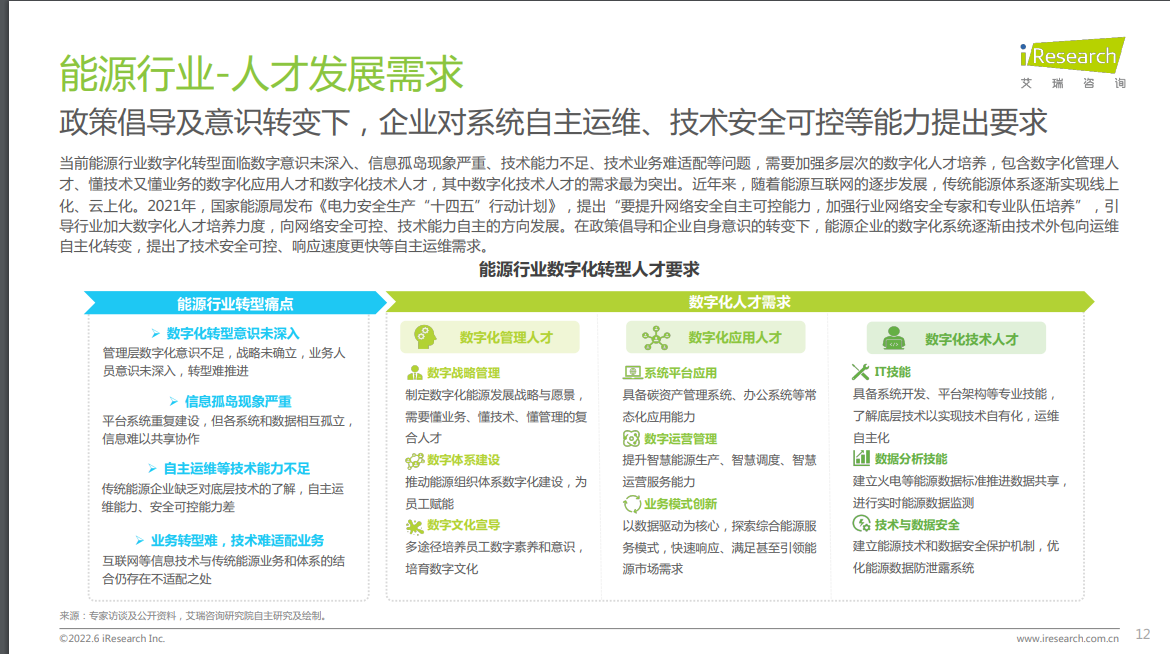 能源行业-人才发展需求
iResearch
艾瑞咨询
政策倡导及意识转变下，企业对系统自主运维、技术安全可控等能力提出要求
当前能源行业数字化转型面临数字意识未深入、信息孤岛现象严重、技术能力不足、技术业务难适配等问题，需要加强多层次的数字化人才培养，包含数字化管理人
才、懂技术又懂业务的数字化应用人才和数字化技术人才，其中数字化技术人才的需求最为突出。近年来，随着能源互联网的逐步发展，传统能源体系逐渐实现线上
化、云上化。2021年，国家能源局发布《电力安全生产“十四五”行动计划》，提出“要提升网络安全自主可控能力，加强行业网络安全专家和专业队伍培养”，引
导行业加大数字化人才培养力度，向网络安全可控、技术能力自主的方向发展。在政策倡导和企业自身意识的转变下，能源企业的数字化系统逐渐由技术外包向运维
自主化转变，提出了技术安全可控、响应速度更快等自主运维需求。
能源行业数字化转型人才要求
能源行业转型痛点
数字化转型意识未深入
管理层数字化意识不足，战略未确立，业务人
员意识未深入，转型难推进
信息孤岛现象严重
平台系统重复建设，但各系统和数据相互孤立，
信息难以共享协作
自主运维等技术能力不足
传统能源企业缺乏对底层技术的了解，自主运
维能力、安全可控能力差
业务转型难，技术难适配业务
互联网等信息技术与传统能源业务和体系的结
合仍存在不适配之处
数字化人才需求
数字化管理人才
数字战略管理
制定数字化能源发展战略与愿景，
需要懂业务、懂技术、懂管理的复
合人才
数字体系建设
推动能源组织体系数字化建设，为
员工赋能
数字文化宣导
多途径培养员工数字素养和意识，
培育数字文化
数字化应用人才
系统平台应用
具备碳资产管理系统、办公系统等常
态化应用能力
数字运营管理
提升智慧能源生产、智慧调度、智慧
运营服务能力
业务模式创新
以数据驱动为核心，探索综合能源服
务模式，快速响应、满足甚至引领能
源市场需求
数字化技术人才
IT技能
具备系统开发、平台架构等专业技能，
了解底层技术以实现技术自有化，运维
自主化
数据分析技能
建立火电等能源数据标准推进数据共享，
进行实时能源数据监测
技术与数据安全
建立能源技术和数据安全保护机制，优
化能源数据防泄露系统
来源：专家访谈及公开资料，艾瑞咨询研究院自主研究及绘制。
©2022.6 iResearch Inc.
www.iresearch.com.cn
12